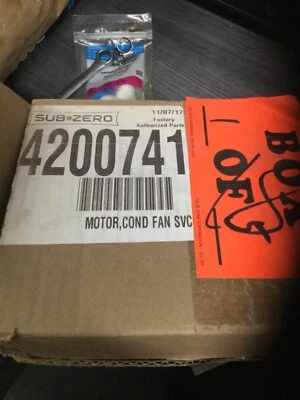 SUB ZERO
11/07/17
Factory
Authorized Parts
4200741
MOTOR,COND FAN SVC
BOX
1 OF